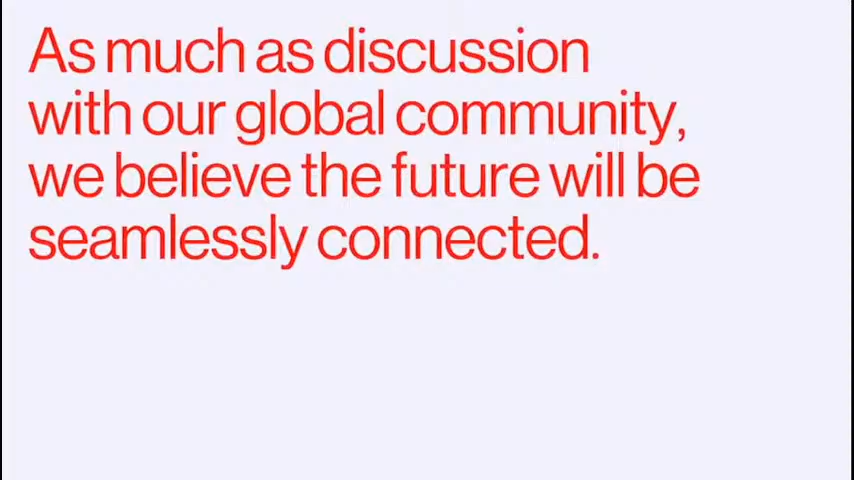 As much as discussion
with our global community,
we believe the future will be
seamlessly connected.